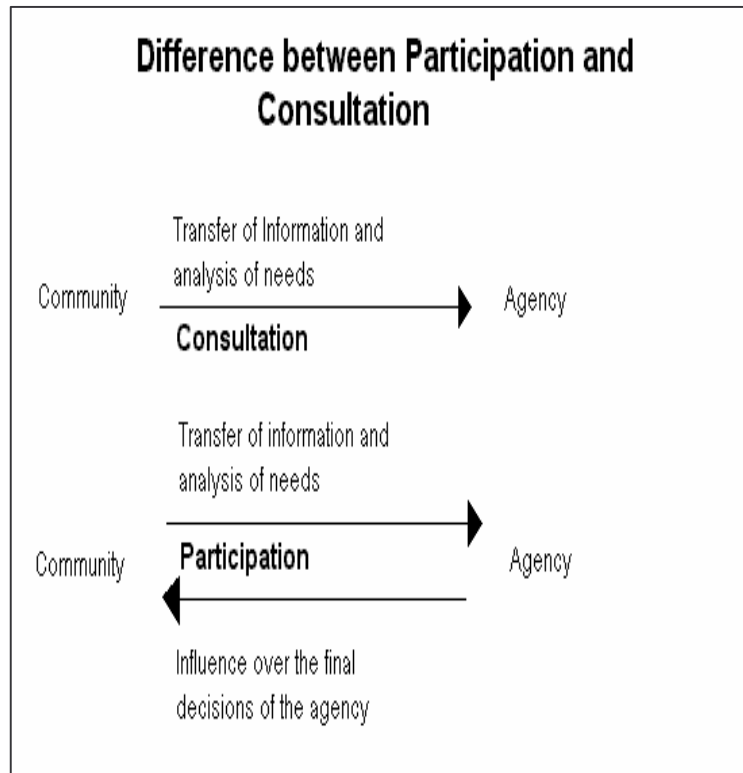 Difference between Participation and
Consultation
Transfer of Information and
analysis of needs
Community
Agency
Consultation
Transfer of information and
analysis of needs
Community
Participation
Agency
Influence over the final
decisions of the agency